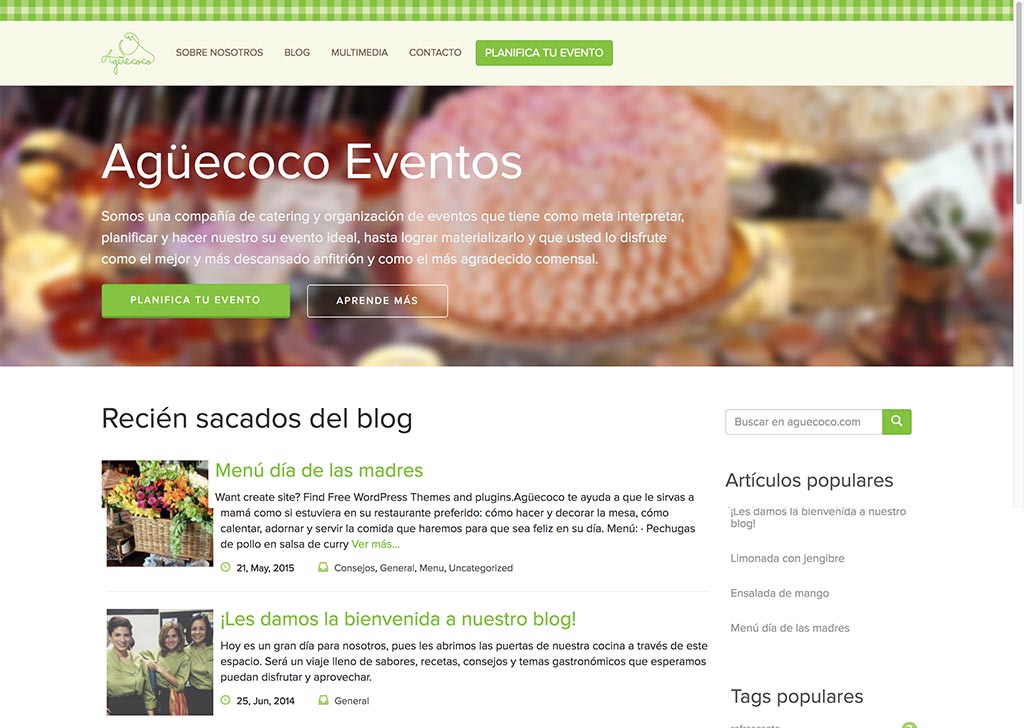 Agüecoco
SOBRE NOSOTROS
BLOG
MULTIMEDIA
CONTACTO
PLANIFICA TU EVENTO
Agüecoco Eventos
Somos una compañía de catering y organización de eventos que tiene como meta interpretar,
planificar y hacer nuestro su evento ideal, hasta lograr materializarlo y que usted lo disfrute
como el mejor y más descansado anfitrión y como el más agradecido comensal.
PLANIFICA TU EVENTO
APRENDE MÁS
Recién sacados del blog
Menú día de las madres
Want create site? Find Free WordPress Themes and plugins.Agüecoco te ayuda a que le sirvas a
mamá como si estuviera en su restaurante preferido: cómo hacer y decorar la mesa, cómo
calentar, adornar y servir la comida que haremos para que sea feliz en su día. Menú: · Pechugas
de pollo en salsa de curry Ver más...
21, May, 2015
Consejos, General, Menu, Uncategorized
¡Les damos la bienvenida a nuestro blog!
Hoy es un gran día para nosotros, pues les abrimos las puertas de nuestra cocina a través de este
espacio. Será un viaje lleno de sabores, recetas, consejos y temas gastronómicos que esperamos
puedan disfrutar y aprovechar.
25, Jun, 2014
General
Buscar en aguecoco.com
Artículos populares
¡Les damos la bienvenida a nuestro
blog!
Limonada con jengibre
Ensalada de mango
Menú día de las madres
Tags populares
refrescante